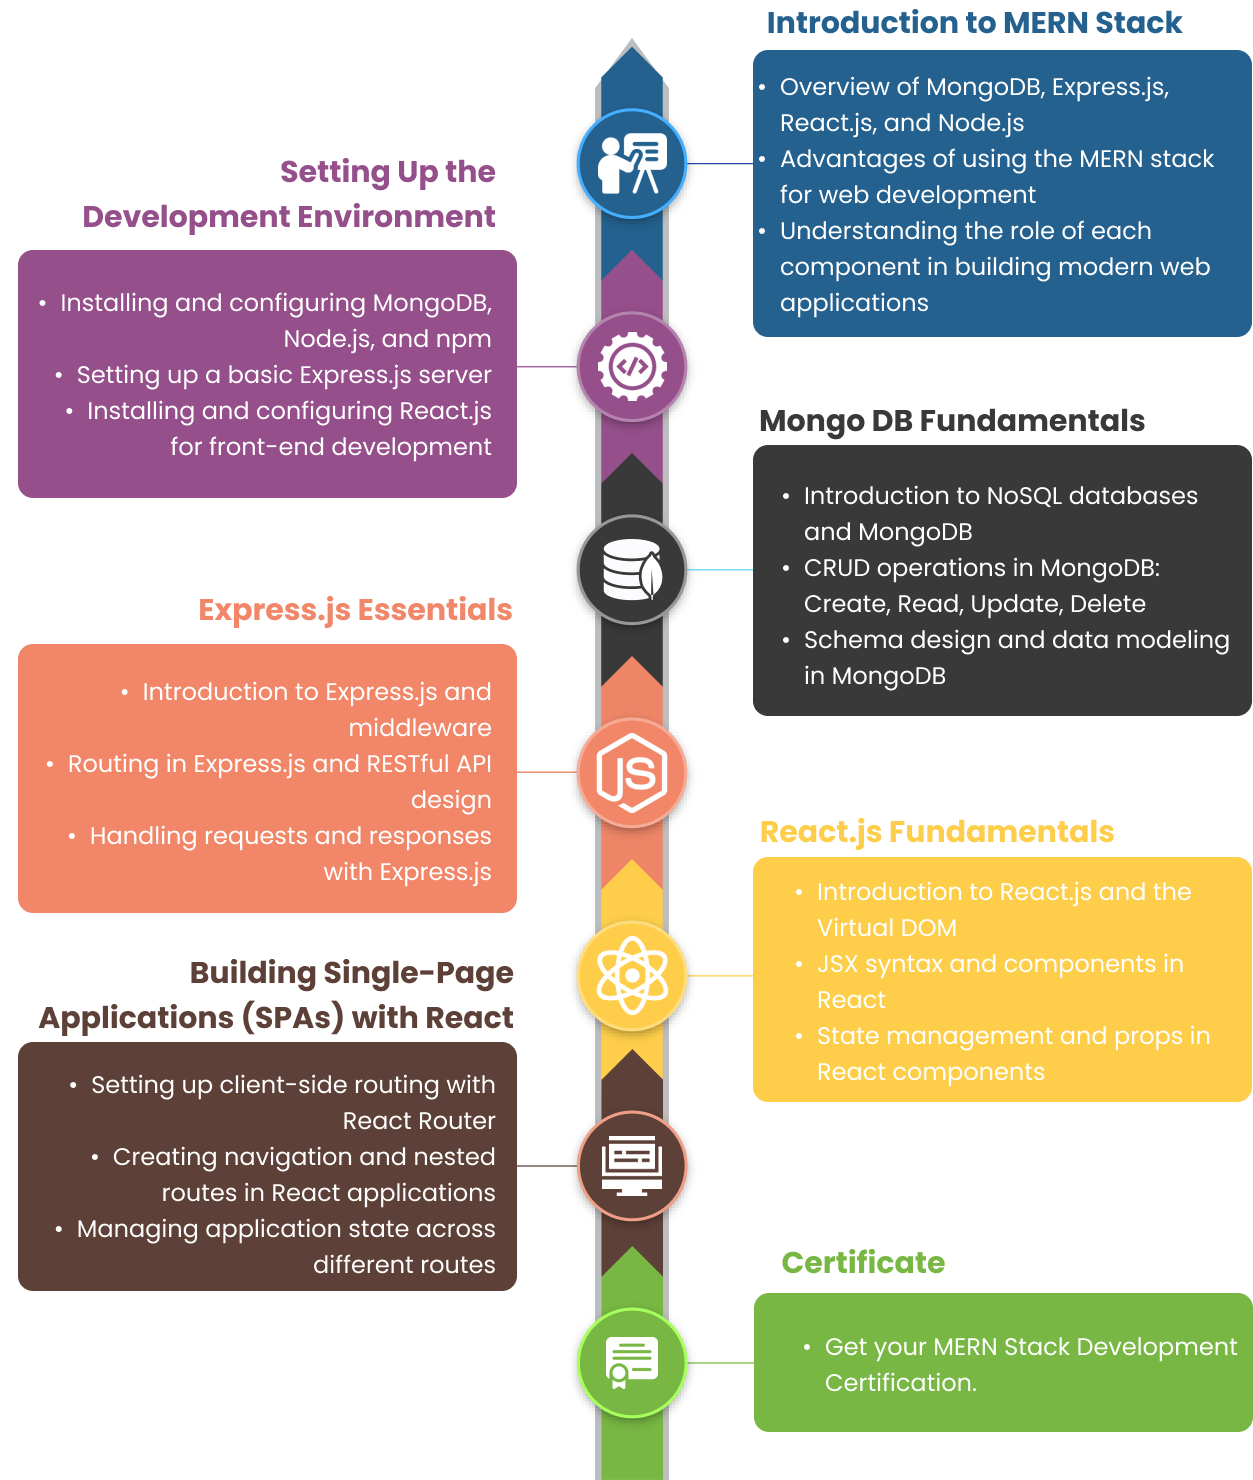 Introduction to MERN Stack
• Overview of MongoDB, Express.js,
React.js, and Node.js
• Advantages of using the MERN stack
for web development
• Understanding the role of each
component in building modern web
applications
Setting Up the
Development Environment
• Installing and configuring MongoDB,
Node.js, and npm
• Setting up a basic Express.js server
• Installing and configuring React.js
for front-end development
Mongo DB Fundamentals
• Introduction to NoSQL databases
and MongoDB
• CRUD operations in MongoDB:
Create, Read, Update, Delete
• Schema design and data modeling
in MongoDB
Express.js Essentials
• Introduction to Express.js and
middleware
• Routing in Express.js and RESTful API
design
• Handling requests and responses
with Express.js
JS
React.js Fundamentals
• Introduction to React.js and the
Virtual DOM
• JSX syntax and components in
React
• State management and props in
React components
Building Single-Page
Applications (SPAs) with React
• Setting up client-side routing with
React Router
• Creating navigation and nested
routes in React applications
• Managing application state across
different routes
Certificate
• Get your MERN Stack Development
Certification.